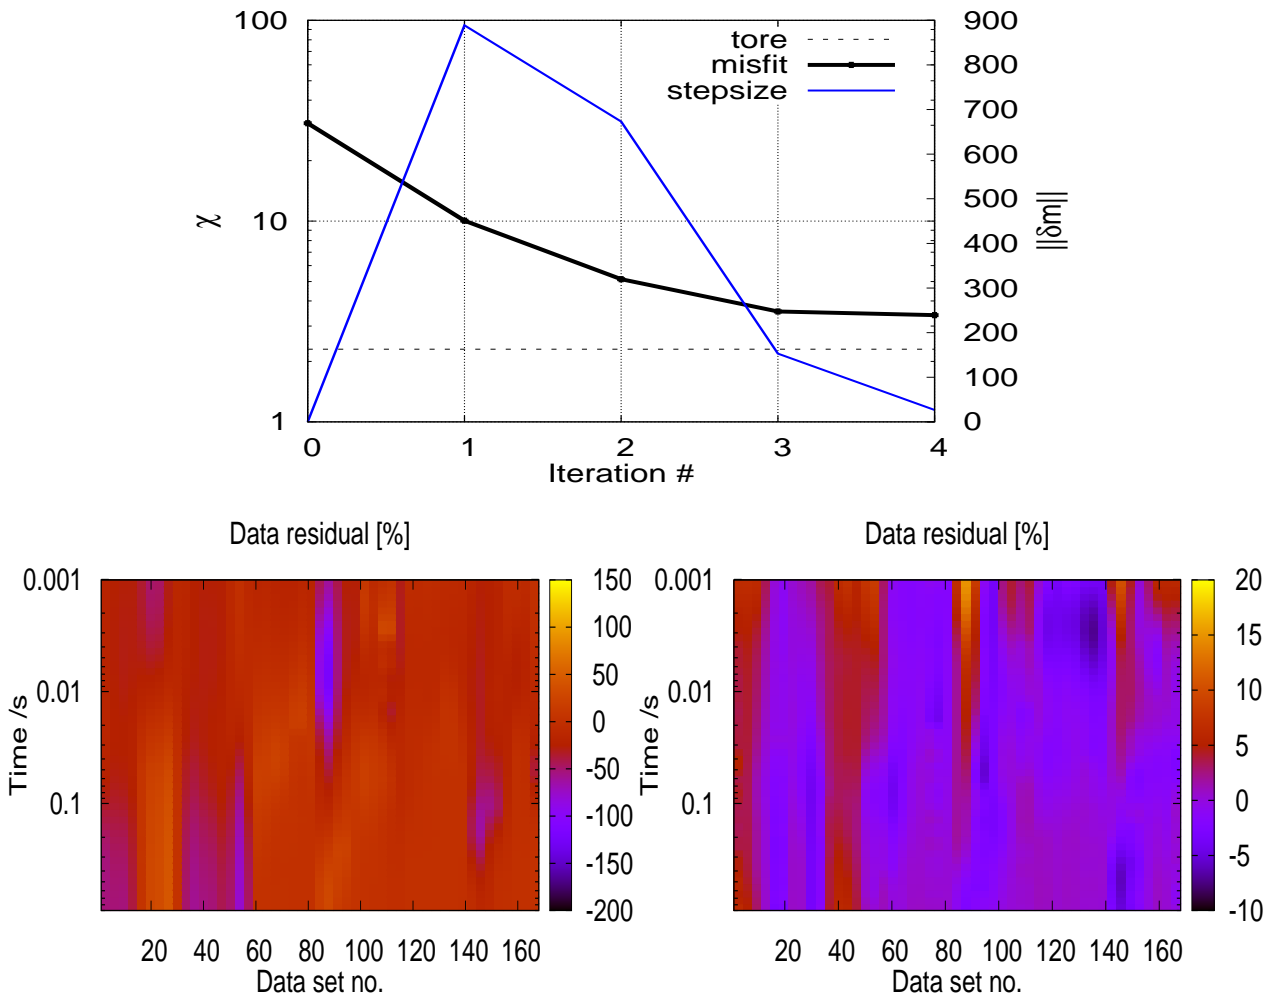 100
10
1
χ
tore
misfit
stepsize
900
800
700
600
500
400
300
200
100
0
||δm||
0 1 2 3 4
Iteration #
Data residual [%]
0.001
0.01
0.1
Time /s
20 40 60 80 100 120 140 160
Data set no.
150
100
50
0
-50
-100
-150
-200
Data residual [%]
0.001
0.01
0.1
Time /s
20 40 60 80 100 120 140 160
Data set no.
20
15
10
5
0
-5
-10